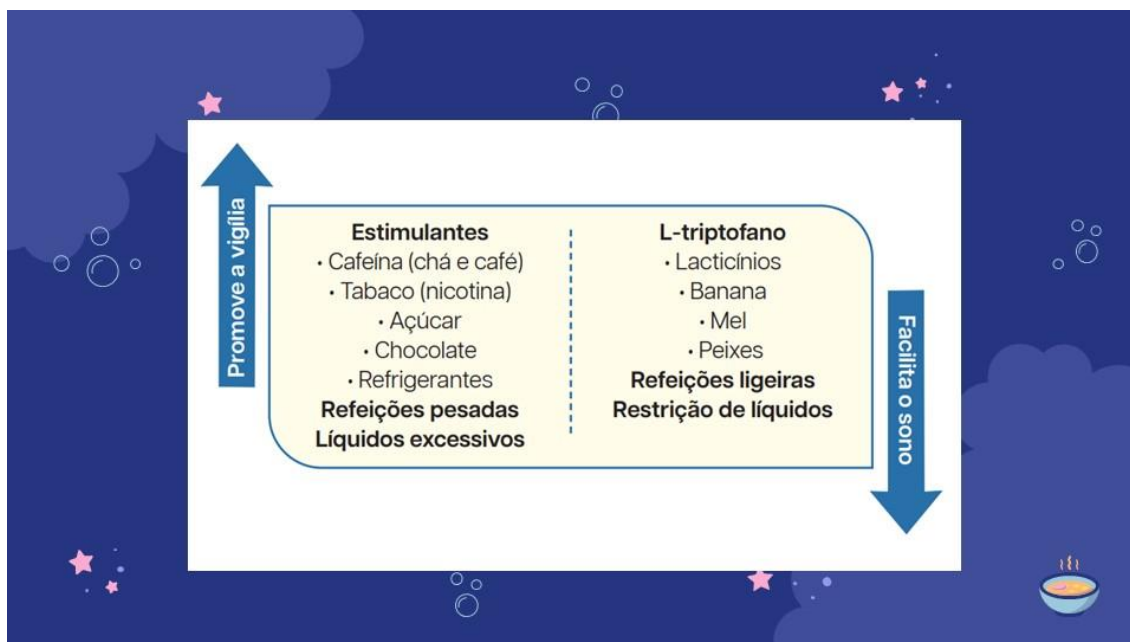 Promove a vigília
Estimulantes
• Cafeína (chá e café)
• Tabaco (nicotina)
• Açúcar
• Chocolate
• Refrigerantes
Refeições pesadas
Líquidos excessivos
L-triptofano
• Lacticínios
• Banana
• Mel
• Peixes
Refeições ligeiras
Restrição de líquidos
Facilita o sono